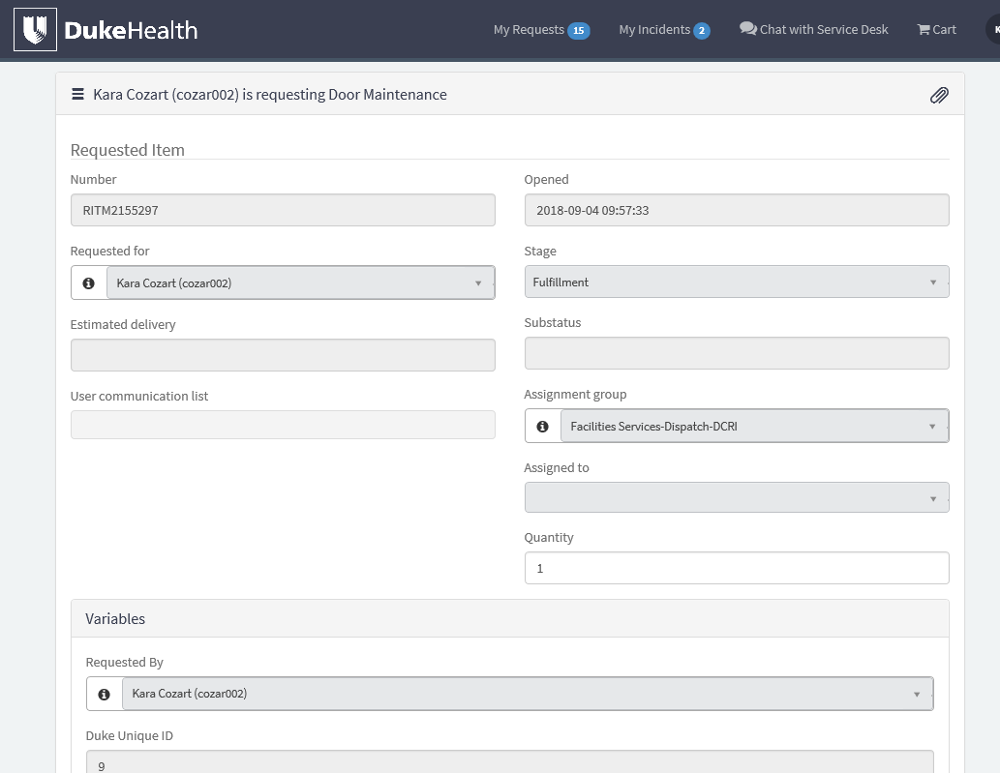 DukeHealth
My Requests 15 My Incidents 2 Chat with Service Desk Cart K
Kara Cozart (cozar002) is requesting Door Maintenance
Requested Item
Number
RITM2155297
Opened
2018-09-04 09:57:33
Requested for
Kara Cozart (cozar002)
Stage
Fulfillment
Estimated delivery
Substatus
User communication list
Assignment group
Facilities Services-Dispatch-DCRI
Assigned to
Quantity
1
Variables
Requested By
Kara Cozart (cozar002)
Duke Unique ID
9